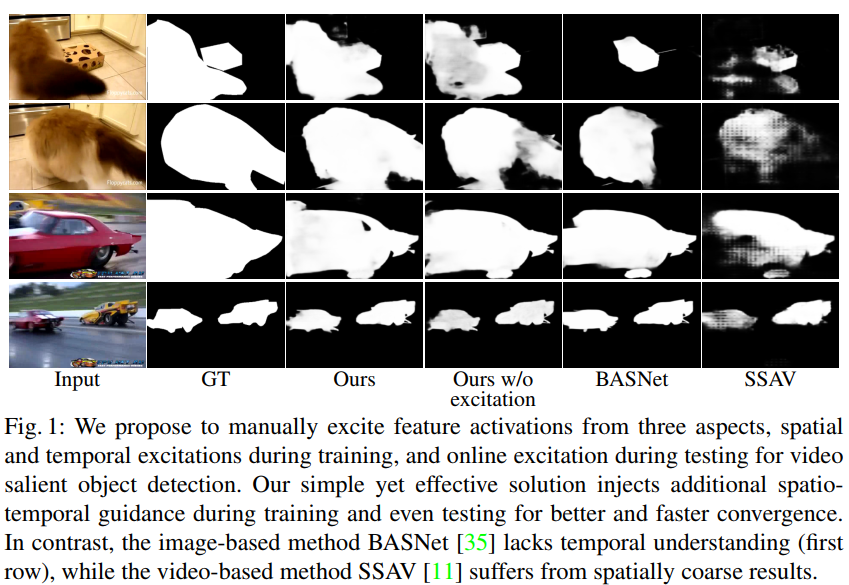 Input GT Ours Ours w/o BASNet SSAV
excitation
Fig. 1: We propose to manually excite feature activations from three aspects, spatial
and temporal excitations during training, and online excitation during testing for video
salient object detection. Our simple yet effective solution injects additional spatio-
temporal guidance during training and even testing for better and faster convergence.
In contrast, the image-based method BASNet [35] lacks temporal understanding (first
row), while the video-based method SSAV [11] suffers from spatially coarse results.